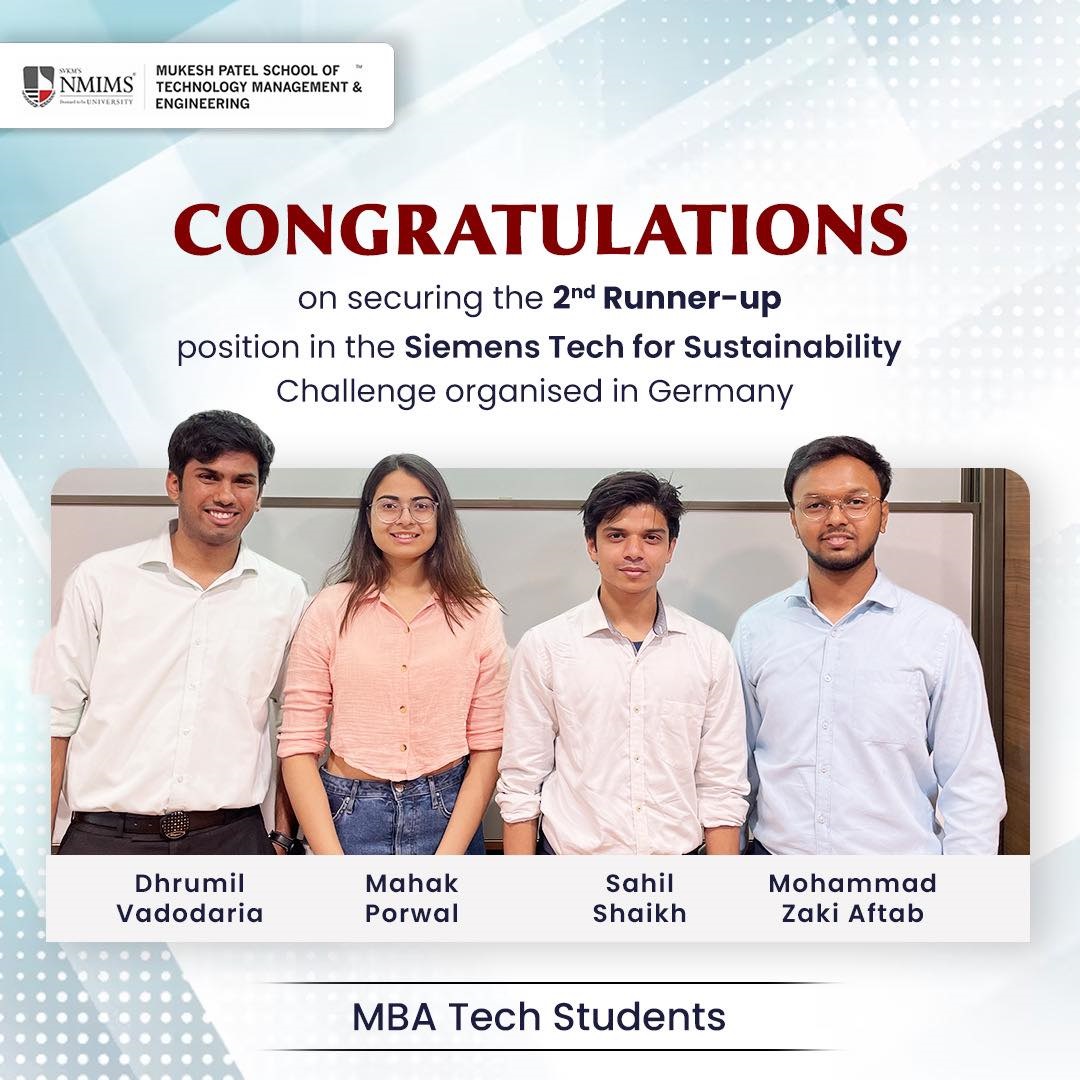 SVKM'S
NMIMS
Deemed to be UNIVERSITY
MUKESH PATEL SCHOOL OF ™
TECHNOLOGY MANAGEMENT &
ENGINEERING
CONGRATULATIONS
on securing the 2nd Runner-up
position in the Siemens Tech for Sustainability
Challenge organised in Germany
Dhrumil
Vadodaria
Mahak
Porwal
Sahil
Shaikh
Mohammad
Zaki Aftab
MBA Tech Students